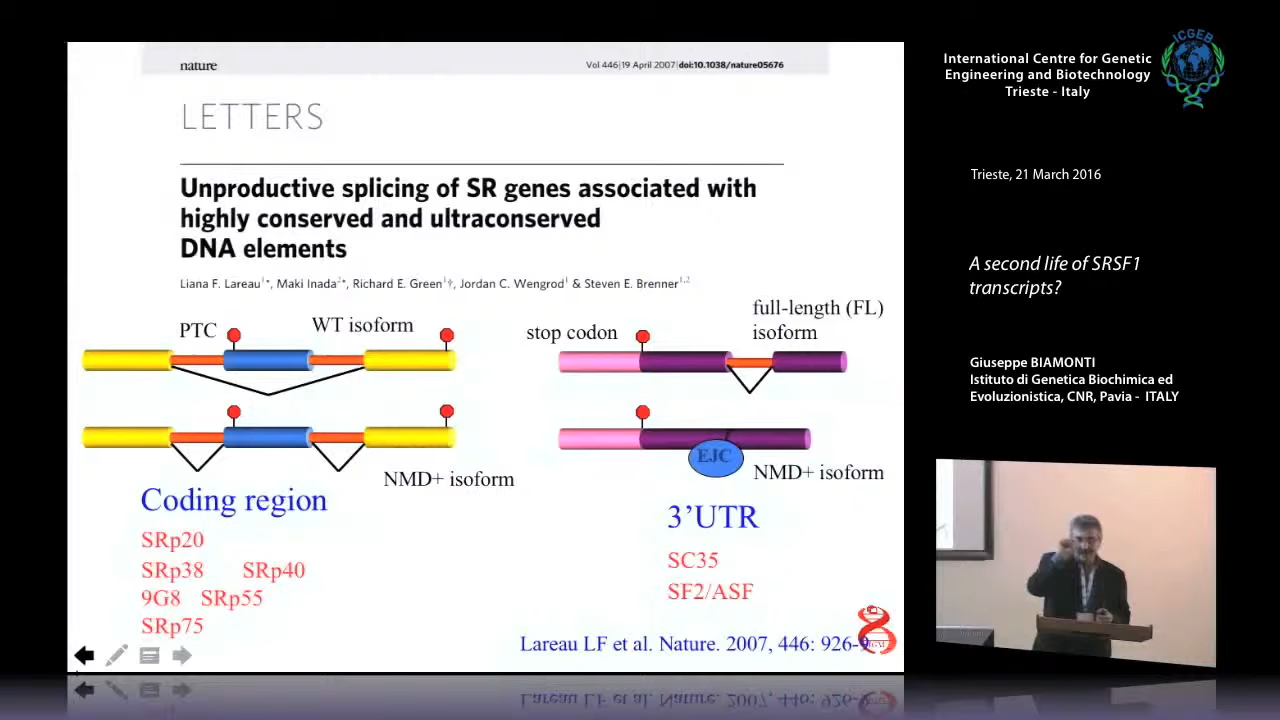 nature
Vol 446|19 April 2007|doi:10.1038/nature05676
LETTERS
Unproductive splicing of SR genes associated with
highly conserved and ultraconserved
DNA elements
Liana F. Lareau1*, Maki Inada2*, Richard E. Green1†, Jordan C. Wengrod1 & Steven E. Brenner1,2
PTC
WT isoform
NMD+ isoform
Coding region
SRp20
SRp38 SRp40
9G8 SRp55
SRp75
stop codon
full-length (FL)
isoform
EJC
NMD+ isoform
3’UTR
SC35
SF2/ASF
Lareau LF et al. Nature. 2007, 446: 926-9
International Centre for Genetic
Engineering and Biotechnology
Trieste - Italy
ICGEB
Trieste, 21 March 2016
A second life of SRSF1
transcripts?
Giuseppe BIAMONTI
Istituto di Genetica Biochimica ed
Evoluzionistica, CNR, Pavia - ITALY